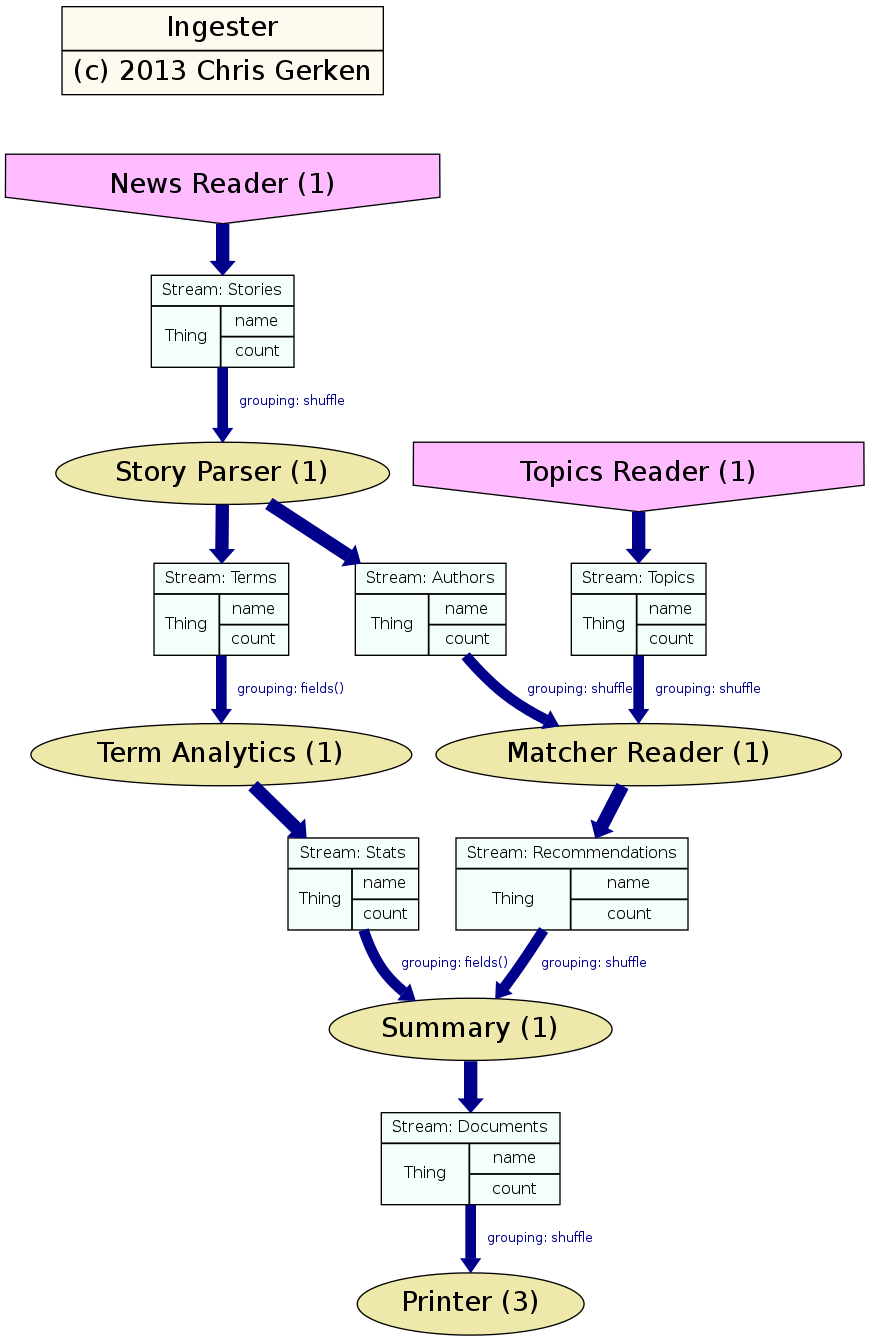 Ingester
(c) 2013 Chris Gerken
News Reader (1)
Stream: Stories
Thing
name
count
grouping: shuffle
Story Parser (1)
Topics Reader (1)
Stream: Terms
Thing
name
count
Stream: Authors
Thing
name
count
Stream: Topics
Thing
name
count
grouping: fields()
grouping: shuffle
grouping: shuffle
Term Analytics (1)
Matcher Reader (1)
Stream: Stats
Thing
name
count
Stream: Recommendations
Thing
name
count
grouping: fields()
grouping: shuffle
Summary (1)
Stream: Documents
Thing
name
count
grouping: shuffle
Printer (3)